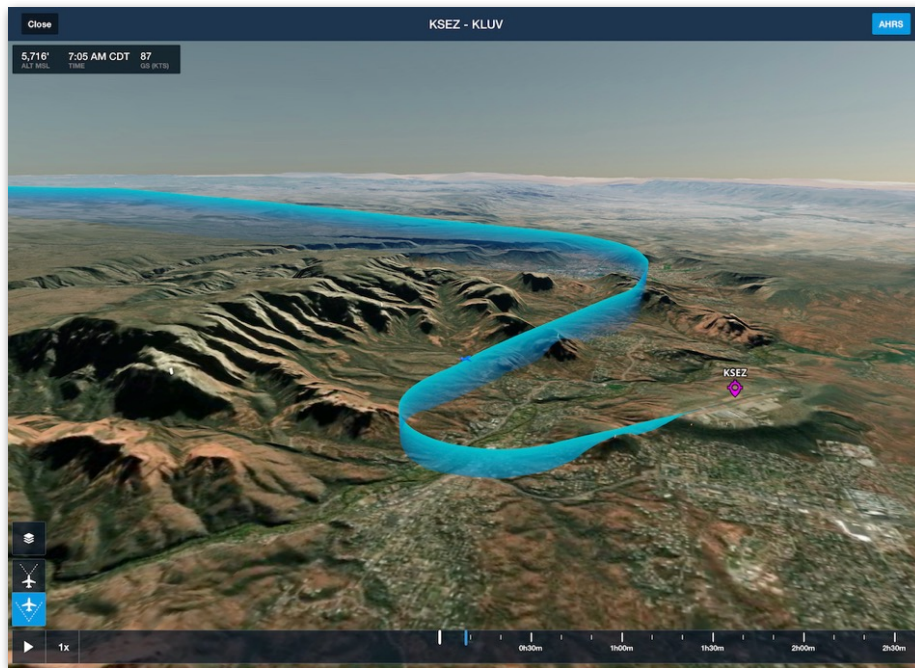 Close
KSEZ - KLUV
AHRS
5,716' 7:05 AM CDT 87
ALT MSL TIME GS (KTS)
KSEZ
1x
0h30m 1h00m 1h30m 2h00m 2h30m